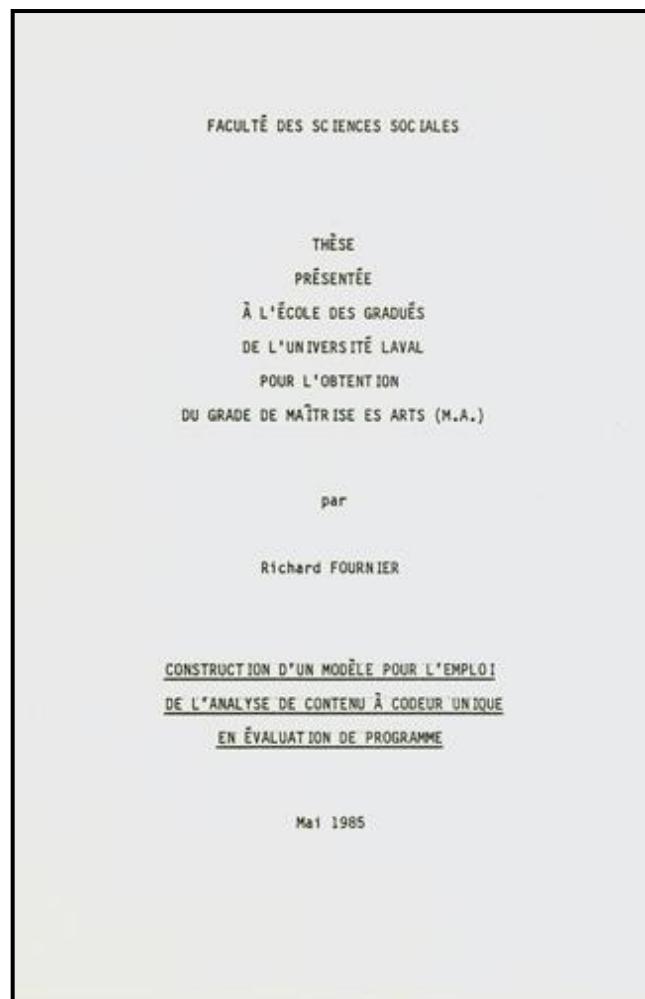 FACULTÉ DES SCIENCES SOCIALES
THÈSE
PRÉSENTÉE
À L'ÉCOLE DES GRADUÉS
DE L'UNIVERSITÉ LAVAL
POUR L'OBTENTION
DU GRADE DE MAÎTRISE ES ARTS (M.A.)
par
Richard FOURNIER
CONSTRUCTION D'UN MODÈLE POUR L'EMPLOI
DE L'ANALYSE DE CONTENU À CODEUR UNIQUE
EN ÉVALUATION DE PROGRAMME
Mai 1985